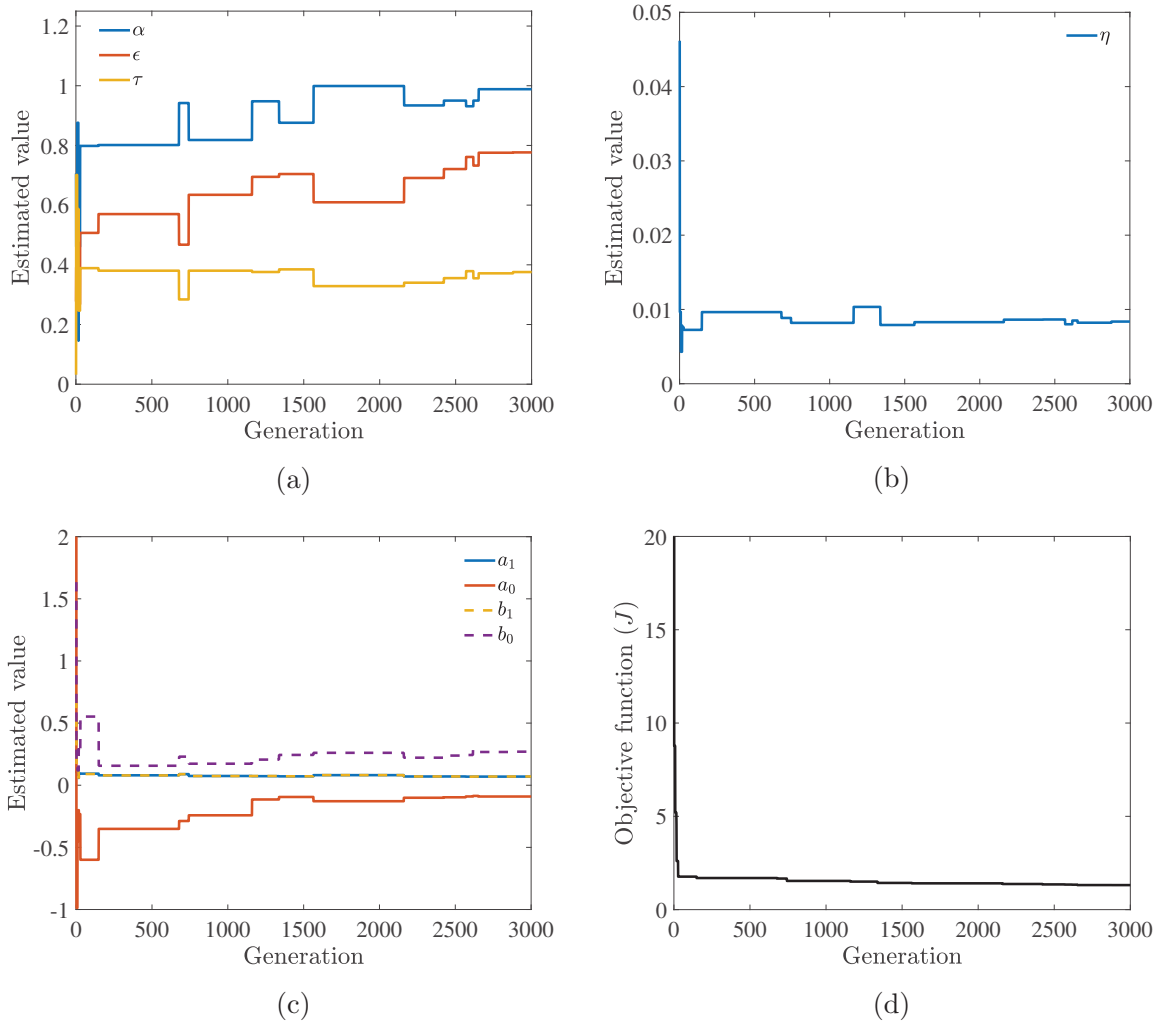 α
ϵ
τ
1.2
1
0.8
0.6
0.4
0.2
0
Estimated value
0 500 1000 1500 2000 2500 3000
Generation
(a)
η
0.05
0.04
0.03
0.02
0.01
0
Estimated value
0 500 1000 1500 2000 2500 3000
Generation
(b)
a₁
a₀
b₁
b₀
2
1.5
1
0.5
0
-0.5
-1
Estimated value
0 500 1000 1500 2000 2500 3000
Generation
(c)
20
15
10
5
0
Objective function (J)
0 500 1000 1500 2000 2500 3000
Generation
(d)